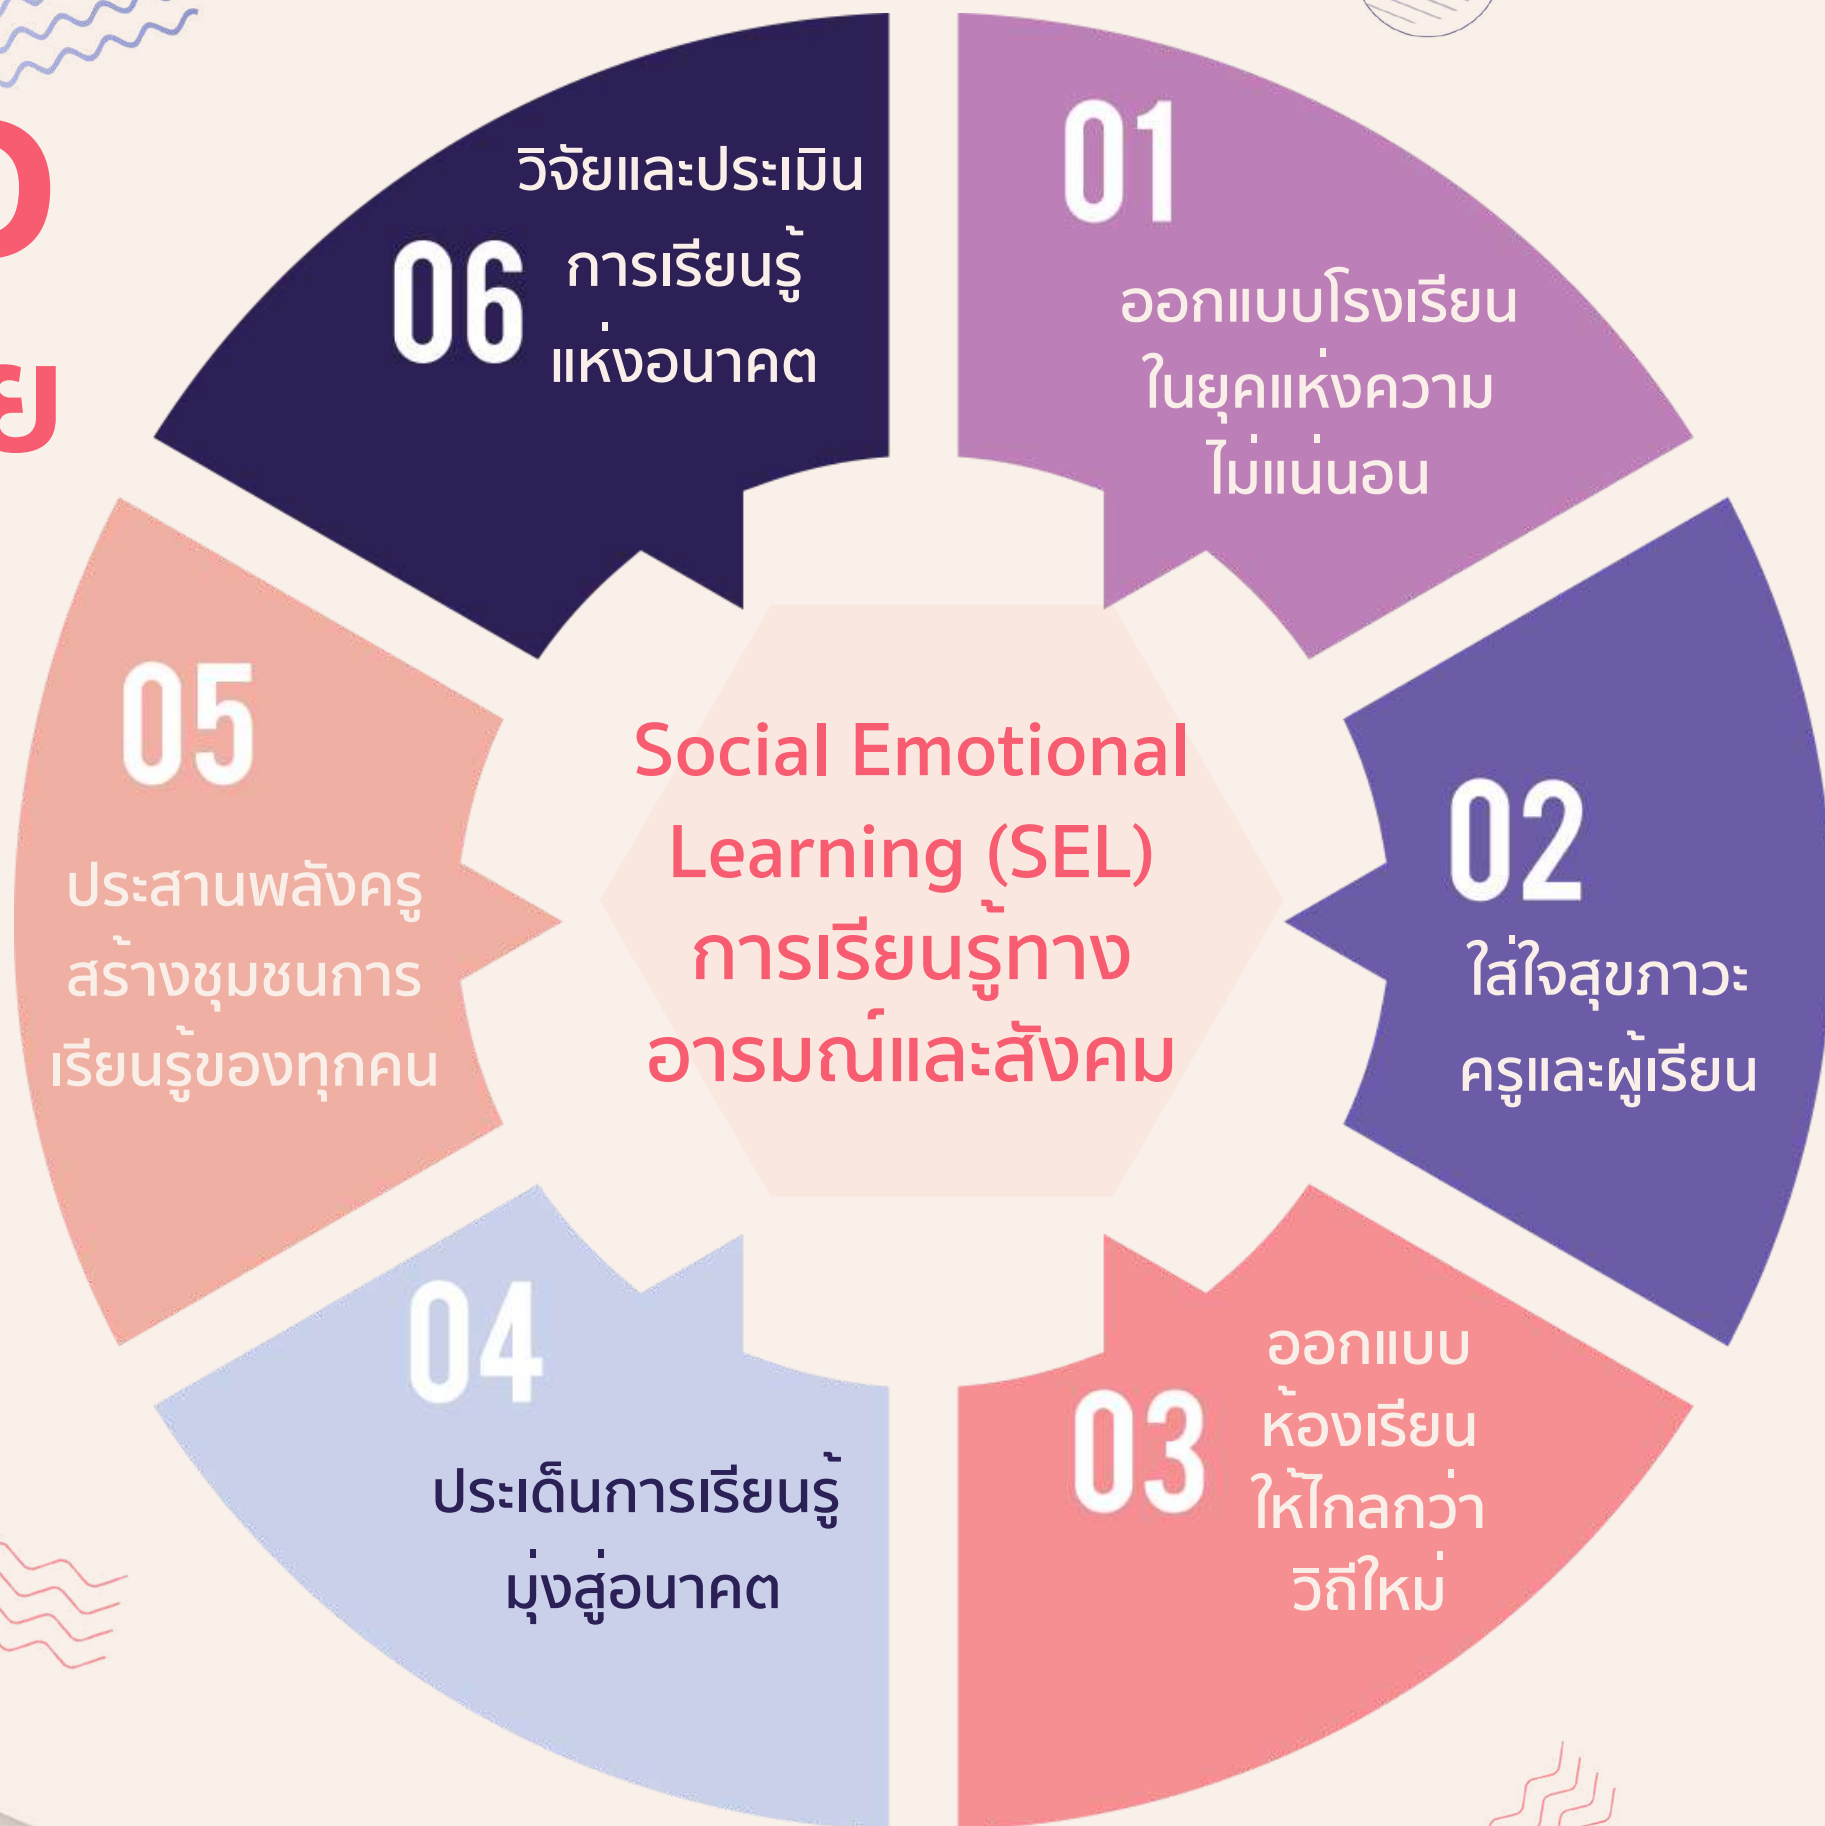 01
ออกแบบโรงเรียน
ในยุคแห่งความ
ไม่แน่นอน
02
ใส่ใจสุขภาวะ
ครูและผู้เรียน
03
ออกแบบ
ห้องเรียน
ให้ไกลกว่า
วิถีใหม่
04
ประเด็นการเรียนรู้
มุ่งสู่อนาคต
05
ประสานพลังครู
สร้างชุมชนการ
เรียนรู้ของทุกคน
06
วิจัยและประเมิน
การเรียนรู้
แห่งอนาคต
Social Emotional
Learning (SEL)
การเรียนรู้ทาง
อารมณ์และสังคม